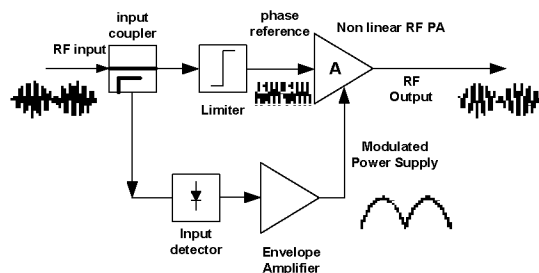 input
coupler
phase
reference
Non linear RF PA
RF input
A
RF
Output
Limiter
Modulated
Power Supply
Input
detector
Envelope
Amplifier